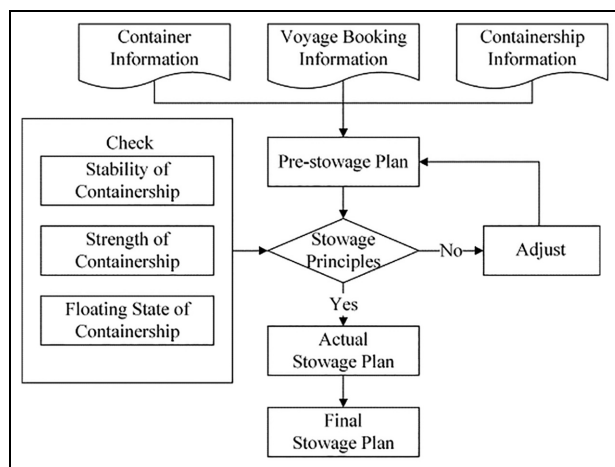 Container
Information
Voyage Booking
Information
Containership
Information
Check
Stability of
Containership
Strength of
Containership
Floating State of
Containership
Pre-stowage Plan
Stowage
Principles
No
Adjust
Yes
Actual
Stowage Plan
Final
Stowage Plan